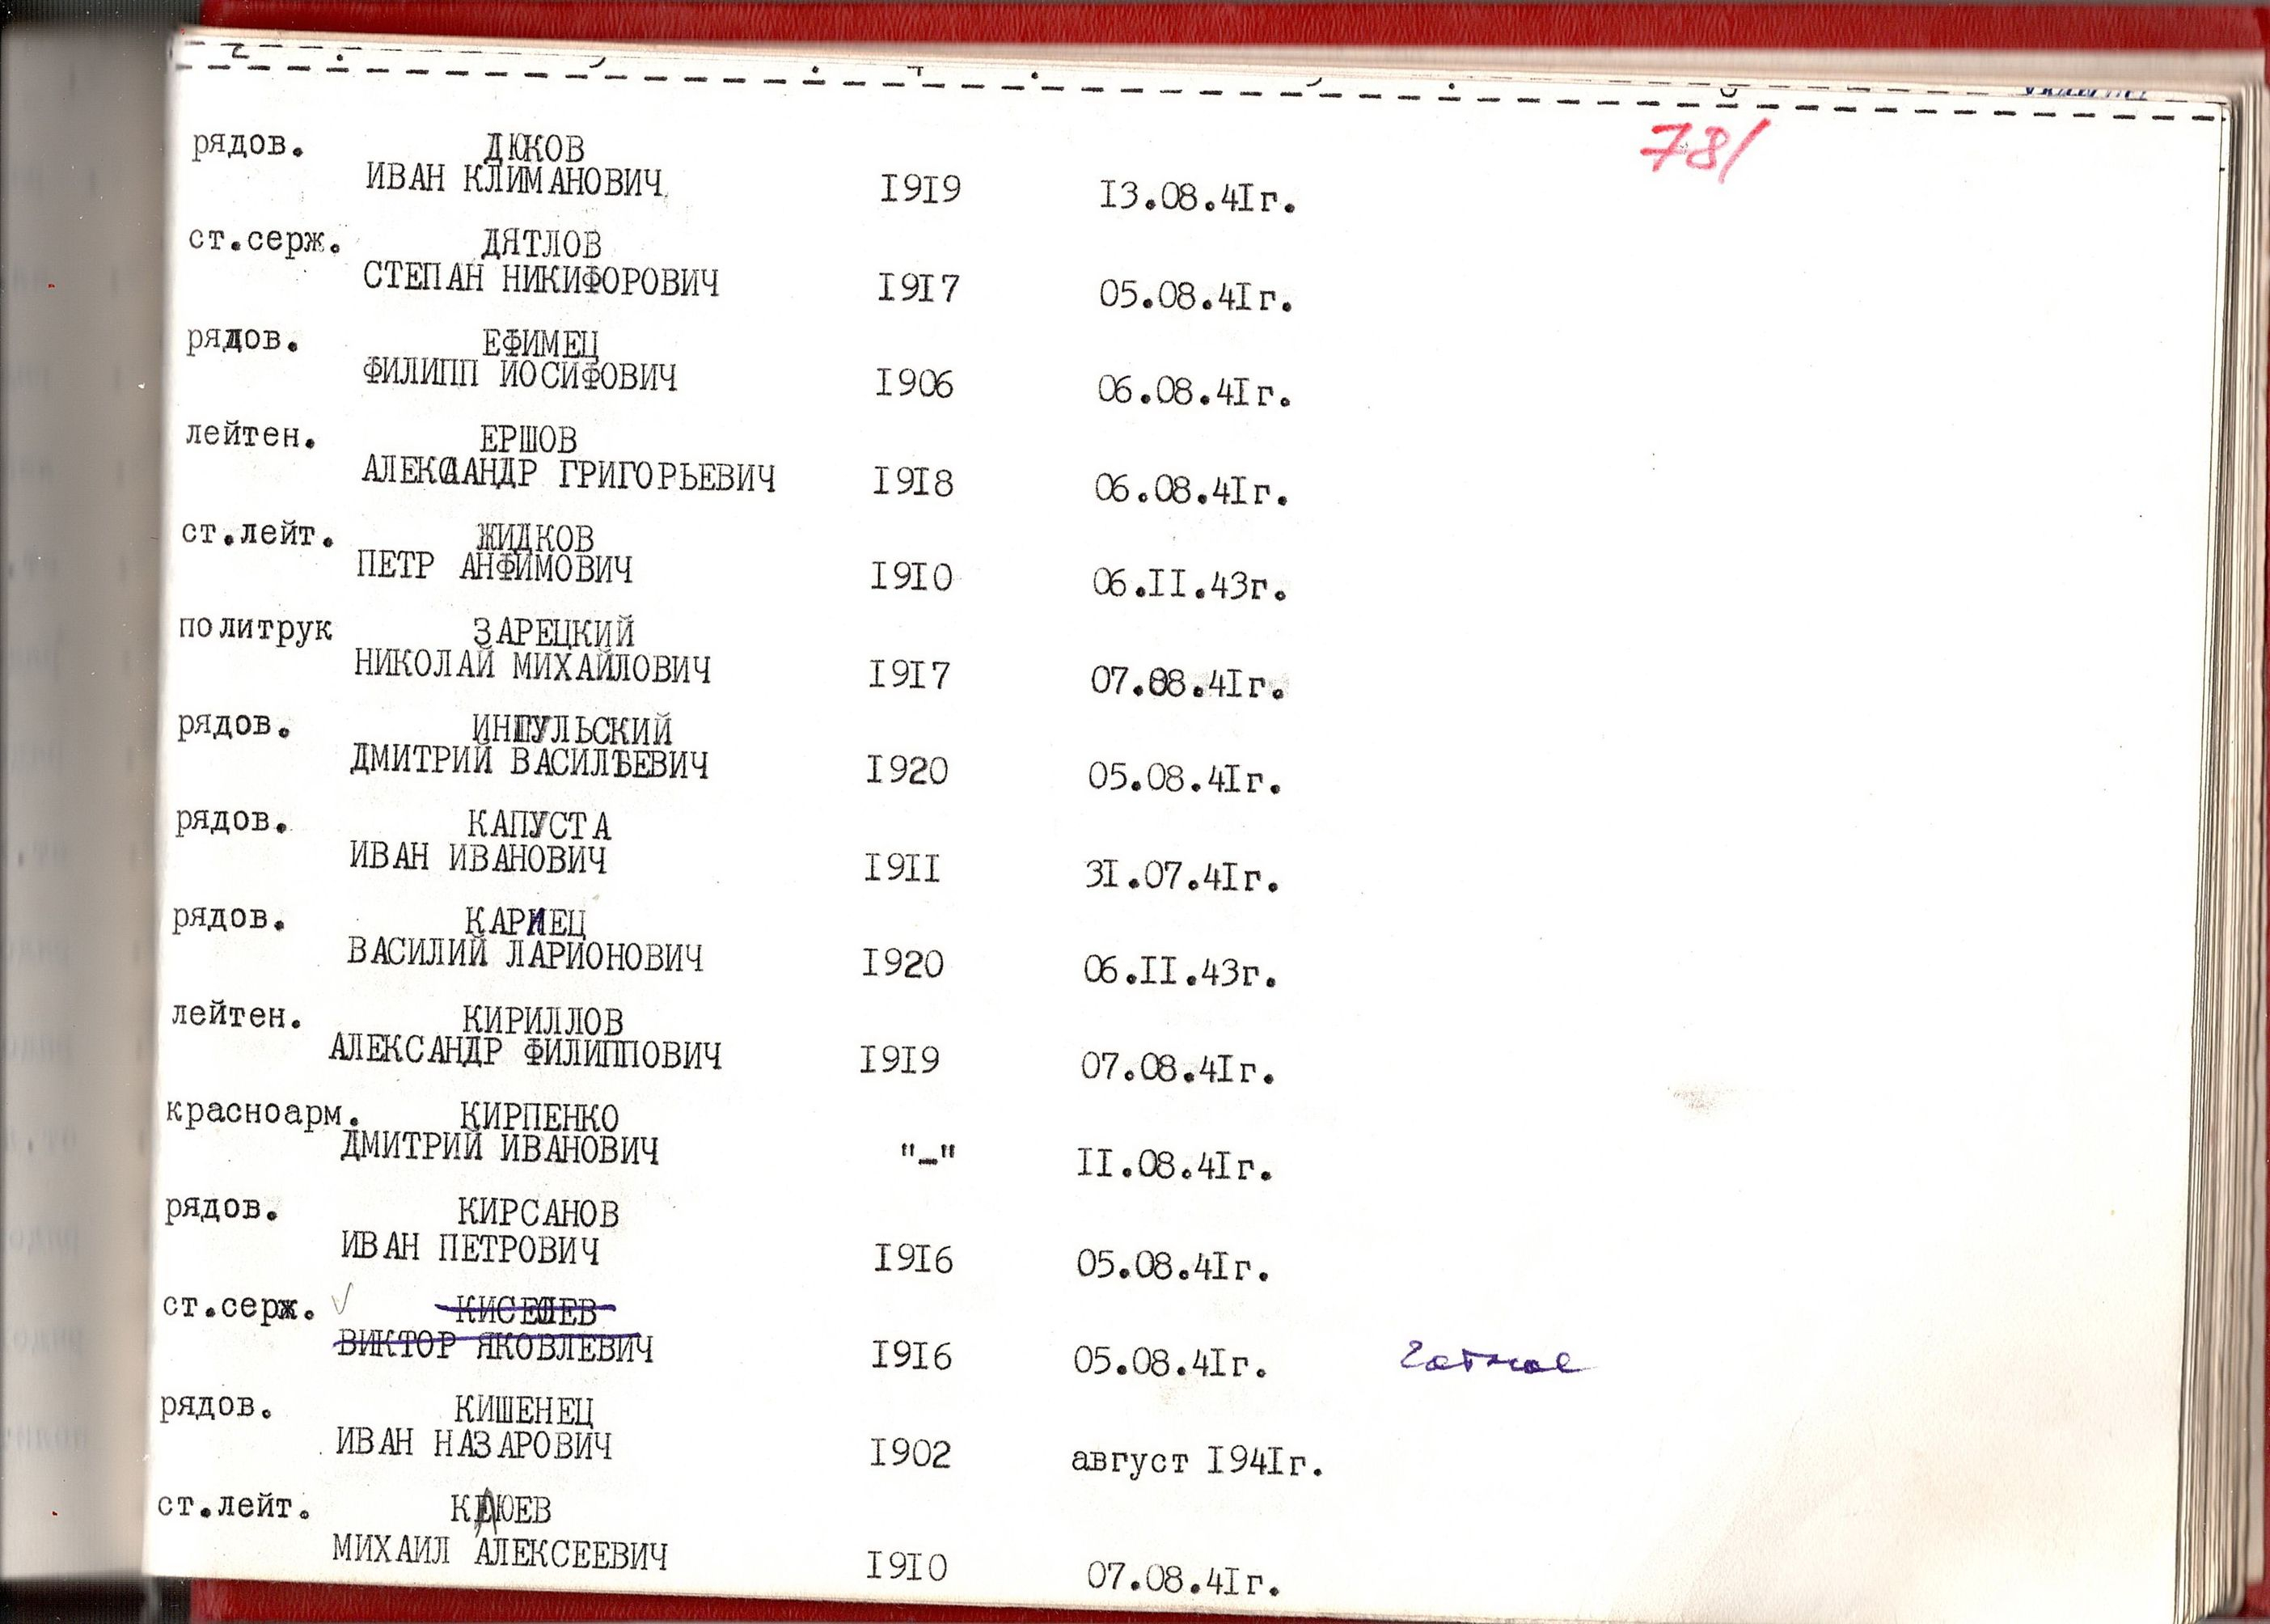 78/
рядов. ДЮКОВ
ИВАН КЛИМАНОВИЧ 1919 13.08.41г.
ст.серж. ДЯТЛОВ
СТЕПАН НИКИФОРОВИЧ 1917 05.08.41г.
рядов. ЕФИМЕЦ
ФИЛИПП ИОСИФОВИЧ 1906 06.08.41г.
лейтен. ЕРШОВ
АЛЕКСАНДР ГРИГОРЬЕВИЧ 1918 06.08.41г.
ст.лейт. ЖИДКОВ
ПЕТР АНФИМОВИЧ 1910 06.11.43г.
политрук ЗАРЕЦКИЙ
НИКОЛАЙ МИХАЙЛОВИЧ 1917 07.08.41г.
рядов. ИНГУЛЬСКИЙ
ДМИТРИЙ ВАСИЛЬЕВИЧ 1920 05.08.41г.
рядов. КАПУСТА
ИВАН ИВАНОВИЧ 1911 31.07.41г.
рядов. КАРИЕЦ
ВАСИЛИЙ ЛАРИОНОВИЧ 1920 06.11.43г.
лейтен. КИРИЛЛОВ
АЛЕКСАНДР ФИЛИППОВИЧ 1919 07.08.41г.
красноарм. КИРПЕНКО
ДМИТРИЙ ИВАНОВИЧ "-" 11.08.41г.
рядов. КИРСАНОВ
ИВАН ПЕТРОВИЧ 1916 05.08.41г.
ст.серж. КИСЕЛЕВ
ВИКТОР ЯКОВЛЕВИЧ 1916 05.08.41г. Гатное
рядов. КИШЕНЕЦ
ИВАН НАЗАРОВИЧ 1902 август 1941г.
ст.лейт. КЛЮЕВ
МИХАИЛ АЛЕКСЕЕВИЧ 1910 07.08.41г.